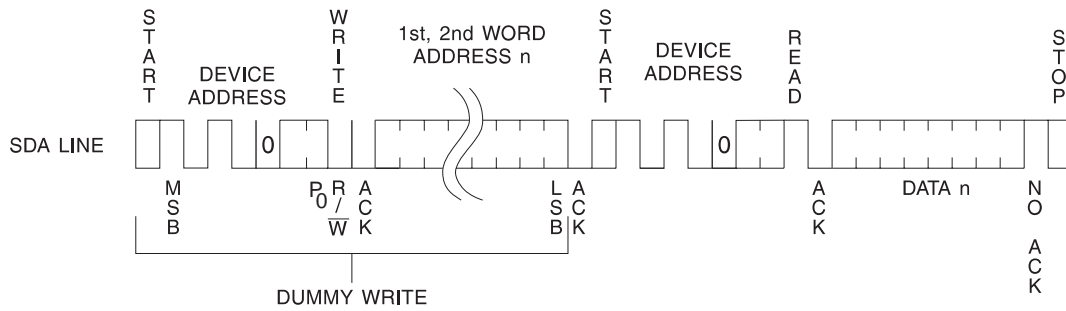 START
WRITE
1st, 2nd WORD
ADDRESS n
START
READ
STOP
DEVICE
ADDRESS
DEVICE
ADDRESS
SDA LINE
0
0
MSB
P0
R/W
ACK
LSB
ACK
ACK
DATA n
NO ACK
DUMMY WRITE